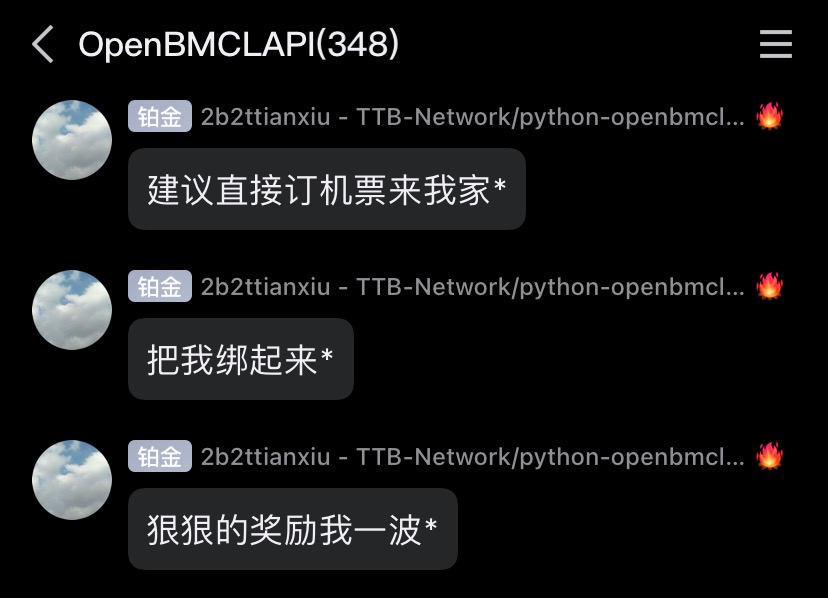 OpenBMCLAPI(348)
铂金 2b2ttianxiu - TTB-Network/python-openbmcl...
建议直接订机票来我家*
铂金 2b2ttianxiu - TTB-Network/python-openbmcl...
把我绑起来*
铂金 2b2ttianxiu - TTB-Network/python-openbmcl...
狠狠的奖励我一波*